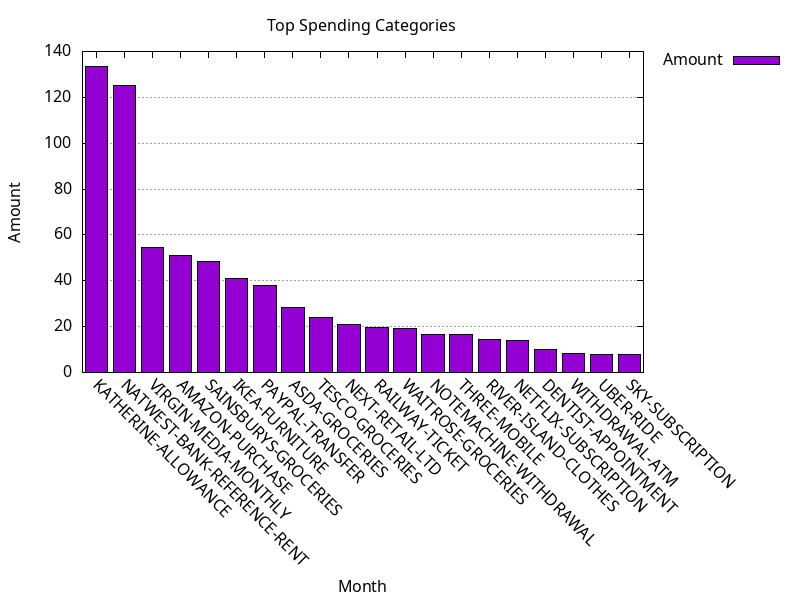 Top Spending Categories
Amount
140
120
100
80
60
40
20
0
Amount
KATHERINE-ALLOWANCE
NATWEST-BANK-REFERENCE-RENT
VIRGIN-MEDIA-MONTHLY
AMAZON-PURCHASE
SAINSBURYS-GROCERIES
IKEA-FURNITURE
PAYPAL-TRANSFER
ASDA-GROCERIES
TESCO-GROCERIES
NEXT-RETAIL-LTD
RAILWAY-TICKET
WAITROSE-GROCERIES
NOTEMACHINE-WITHDRAWAL
THREE-MOBILE
RIVER-ISLAND-CLOTHES
NETFLIX-SUBSCRIPTION
DENTIST-APPOINTMENT
WITHDRAWAL-ATM
UBER-RIDE
SKY-SUBSCRIPTION
Month